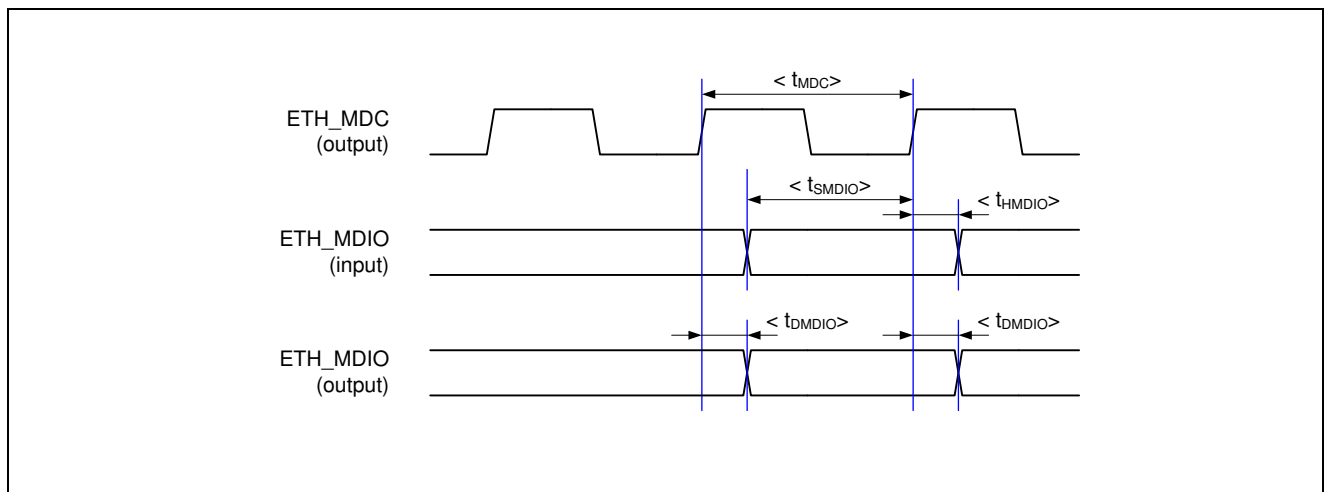 < tMDC>
ETH_MDC
(output)
< tSMDIO>
< tHMDIO>
ETH_MDIO
(input)
< tDMDIO>
< tDMDIO>
ETH_MDIO
(output)